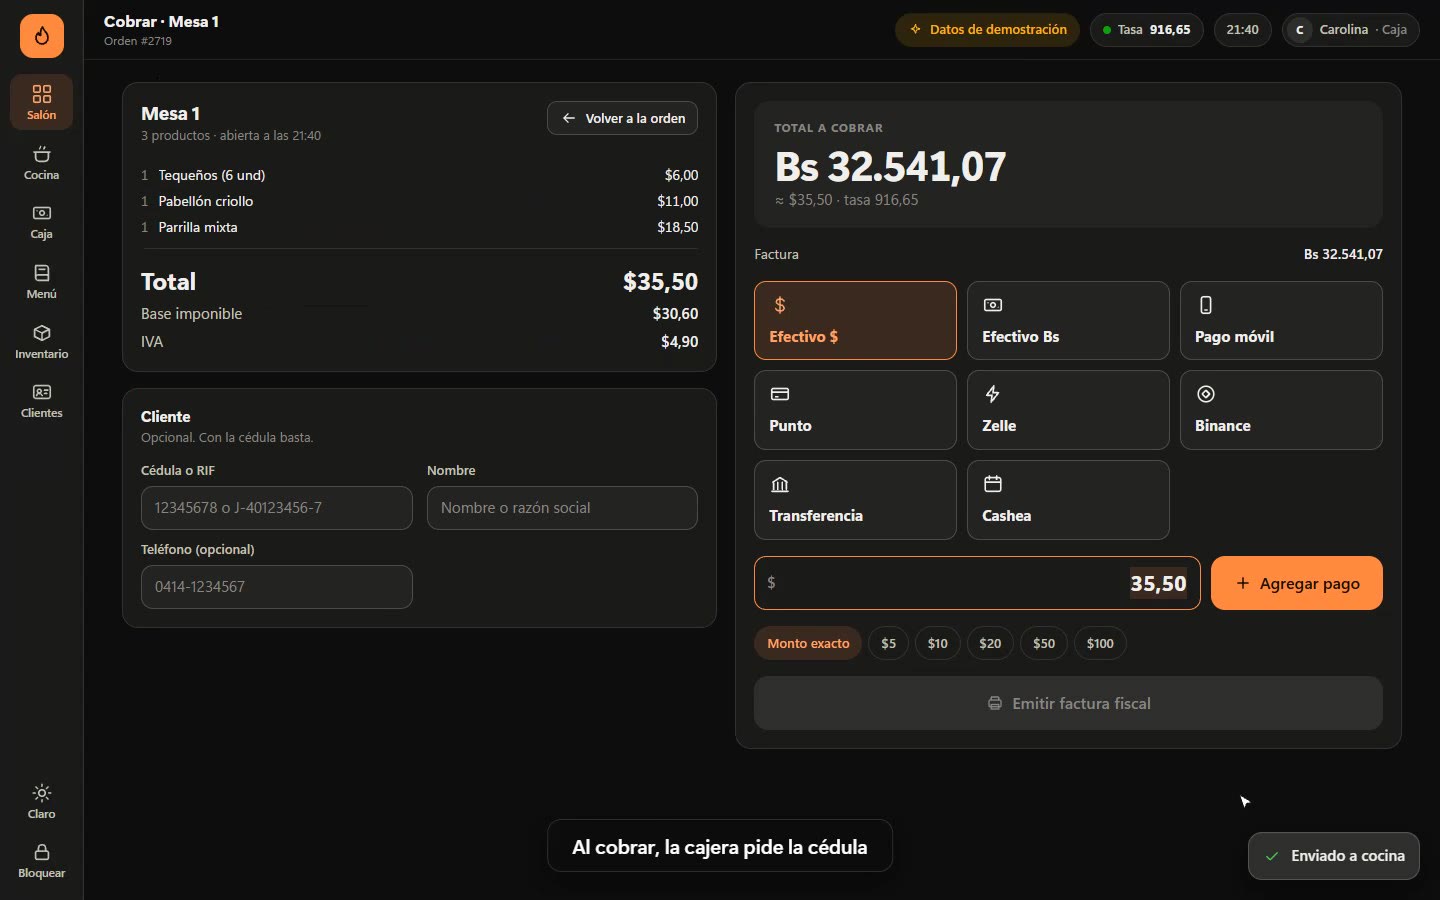 Cobrar · Mesa 1
Orden #2719
Datos de demostración
Tasa 916,65
21:40
C Carolina · Caja
Salón
Cocina
Caja
Menú
Inventario
Clientes
Claro
Bloquear
Mesa 1
3 productos · abierta a las 21:40
Volver a la orden
1 Tequeños (6 und) $6,00
1 Pabellón criollo $11,00
1 Parrilla mixta $18,50
Total $35,50
Base imponible $30,60
IVA $4,90
Cliente
Opcional. Con la cédula basta.
Cédula o RIF
12345678 o J-40123456-7
Nombre
Nombre o razón social
Teléfono (opcional)
0414-1234567
TOTAL A COBRAR
Bs 32.541,07
≈ $35,50 · tasa 916,65
Factura Bs 32.541,07
Efectivo $
Efectivo Bs
Pago móvil
Punto
Zelle
Binance
Transferencia
Cashea
$ 35,50
Agregar pago
Monto exacto
$5
$10
$20
$50
$100
Emitir factura fiscal
Al cobrar, la cajera pide la cédula
Enviado a cocina